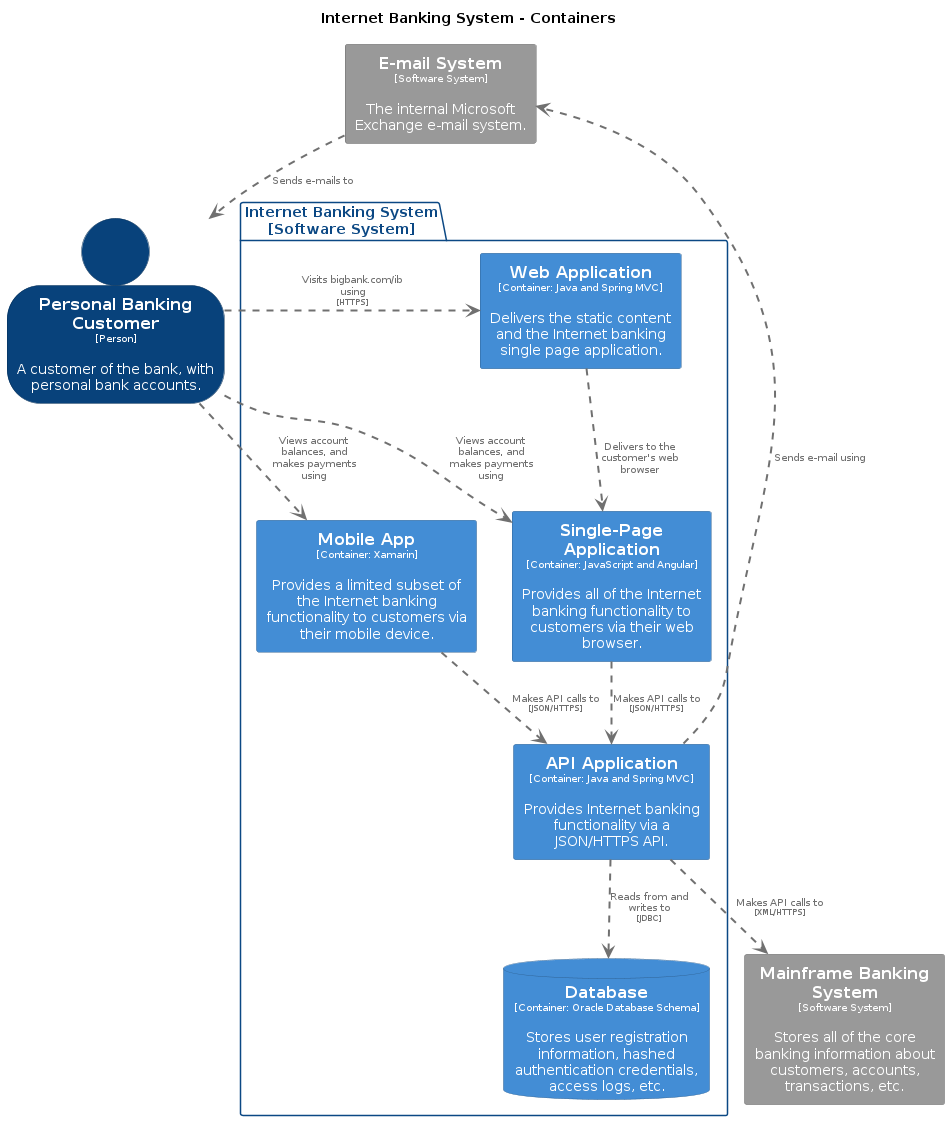 Internet Banking System - Containers
E-mail System
[Software System]
The internal Microsoft
Exchange e-mail system.
Sends e-mails to
Internet Banking System
[Software System]
Personal Banking
Customer
[Person]
A customer of the bank, with
personal bank accounts.
Visits bigbank.com/ib
using
[HTTPS]
Web Application
[Container: Java and Spring MVC]
Delivers the static content
and the Internet banking
single page application.
Views account
balances, and
makes payments
using
Views account
balances, and
makes payments
using
Delivers to the
customer's web
browser
Sends e-mail using
Mobile App
[Container: Xamarin]
Provides a limited subset of
the Internet banking
functionality to customers via
their mobile device.
Single-Page
Application
[Container: JavaScript and Angular]
Provides all of the Internet
banking functionality to
customers via their web
browser.
Makes API calls to
[JSON/HTTPS]
Makes API calls to
[JSON/HTTPS]
API Application
[Container: Java and Spring MVC]
Provides Internet banking
functionality via a
JSON/HTTPS API.
Reads from and
writes to
[JDBC]
Makes API calls to
[XML/HTTPS]
Database
[Container: Oracle Database Schema]
Stores user registration
information, hashed
authentication credentials,
access logs, etc.
Mainframe Banking
System
[Software System]
Stores all of the core
banking information about
customers, accounts,
transactions, etc.